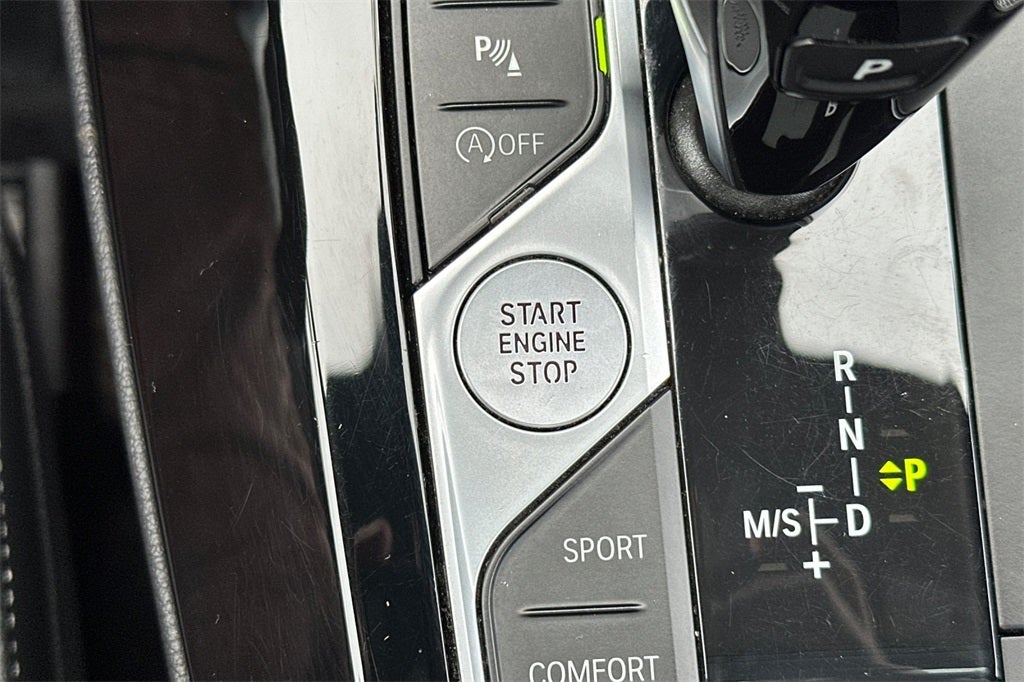 P
P
A OFF
START
ENGINE
STOP
R
N
P
M/S
D
−
+
SPORT
COMFORT